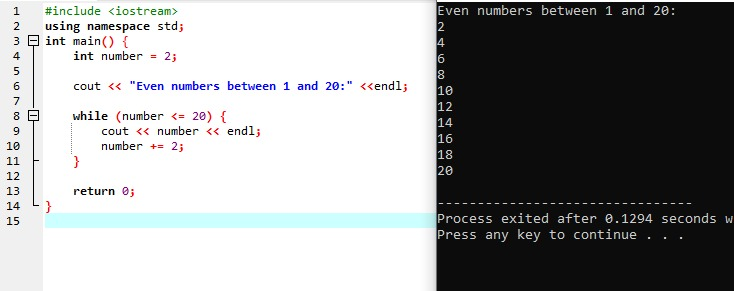 1 #include <iostream>
2 using namespace std;
3 int main() {
4 int number = 2;
5
6 cout << "Even numbers between 1 and 20:" <<endl;
7
8 while (number <= 20) {
9 cout << number << endl;
10 number += 2;
11 }
12
13 return 0;
14 }
15
Even numbers between 1 and 20:
2
4
6
8
10
12
14
16
18
20
--------------------------------
Process exited after 0.1294 seconds w
Press any key to continue . . .